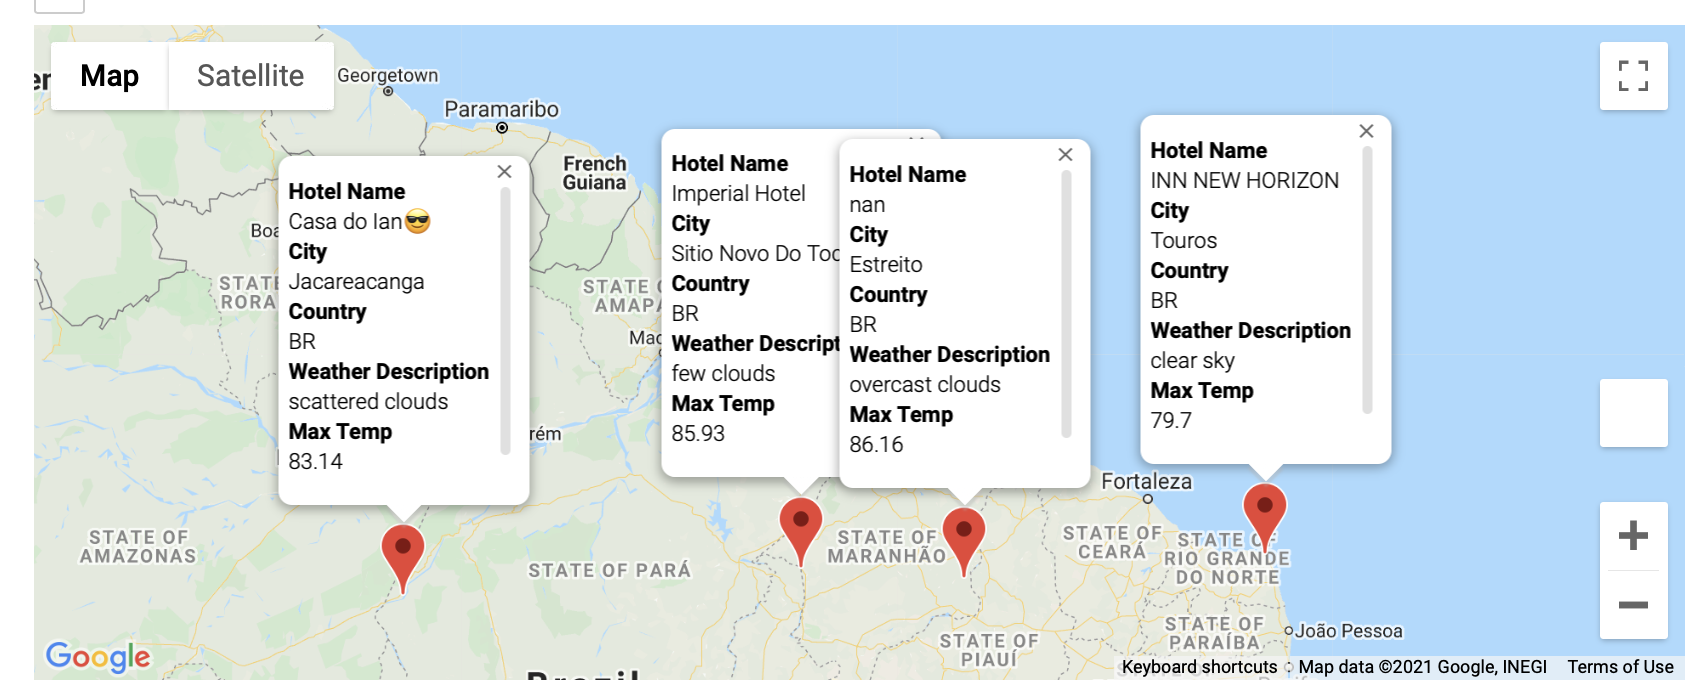 Map
Satellite
Georgetown
Paramaribo
French
Guiana
Hotel Name
Casa do Ian😎
City
Jacareacanga
Country
BR
Weather Description
scattered clouds
Max Temp
83.14
Hotel Name
Imperial Hotel
City
Sitio Novo Do Toc
Country
BR
Weather Descript
few clouds
Max Temp
85.93
Hotel Name
nan
City
Estreito
Country
BR
Weather Description
overcast clouds
Max Temp
86.16
Hotel Name
INN NEW HORIZON
City
Touros
Country
BR
Weather Description
clear sky
Max Temp
79.7
Boa
STATE
RORA
STATE
AMAPÁ
Mac
rém
Fortaleza
STATE OF
AMAZONAS
STATE OF PARÁ
STATE OF
MARANHÃO
STATE OF
CEARÁ
STATE OF
RIO GRANDE
DO NORTE
STATE OF
PARAÍBA
STATE OF
PIAUÍ
João Pessoa
Brazil
Google
Keyboard shortcuts
Map data ©2021 Google, INEGI
Terms of Use